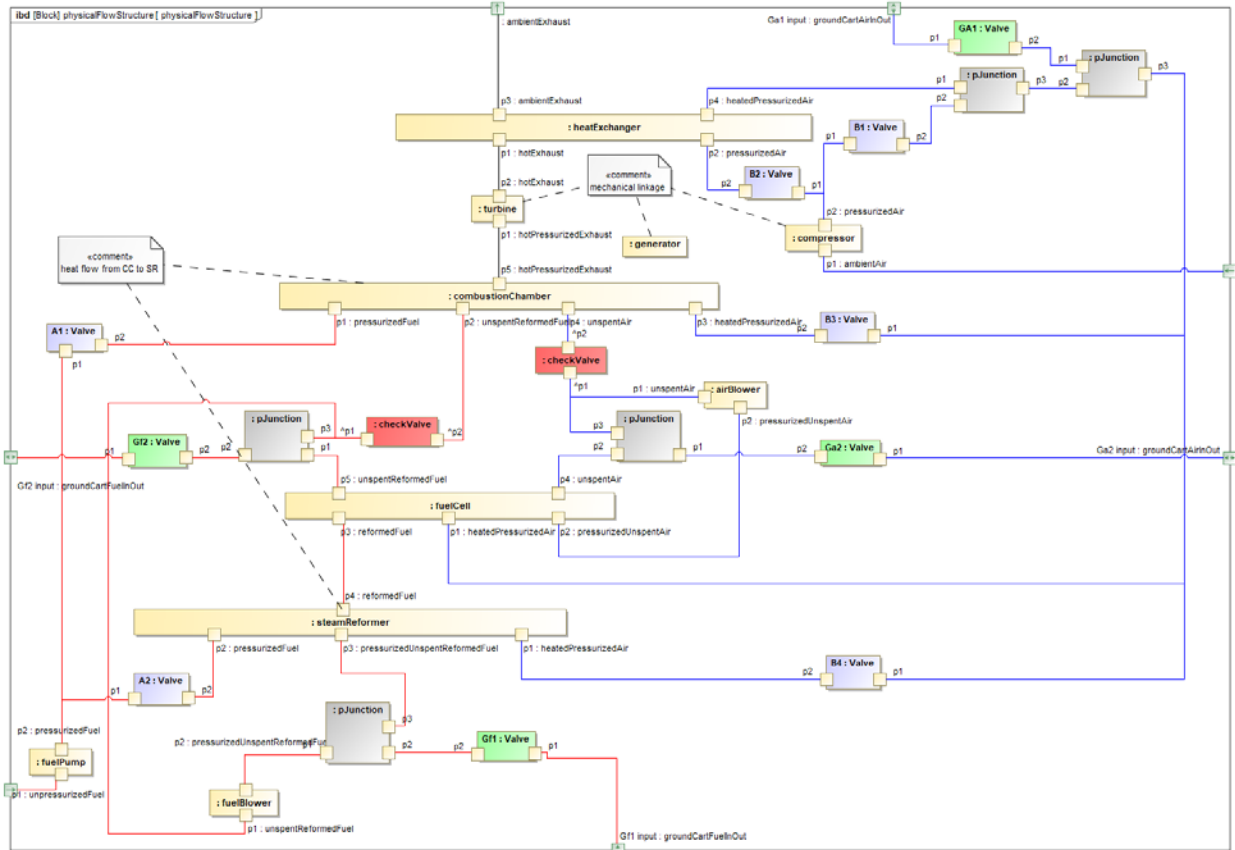 ibd [Block] physicalFlowStructure [ physicalFlowStructure ]
: ambientExhaust
Ga1 input : groundCartAirInOut
GA1 : Valve
p1
p2
p1
: pJunction
p3
p2
: pJunction
p1
p3
p2
p3 : ambientExhaust
p4 : heatedPressurizedAir
: heatExchanger
B1 : Valve
p1
p2
p1 : hotExhaust
p2 : pressurizedAir
«comment»
mechanical linkage
B2 : Valve
p2
p1
p2 : hotExhaust
: turbine
p2 : pressurizedAir
p1 : hotPressurizedExhaust
: generator
: compressor
p1 : ambientAir
«comment»
heat flow from CC to SR
p5 : hotPressurizedExhaust
: combustionChamber
p1 : pressurizedFuel
p2 : unspentReformedFuel
p4 : unspentAir
p3 : heatedPressurizedAir
B3 : Valve
p2
p1
A1 : Valve
p2
p1
^p2
: checkValve
^p1
p1 : unspentAir
: airBlower
p2 : pressurizedUnspentAir
: pJunction
p3
^p1
: checkValve
^p2
: pJunction
p3
p2
p1
Gf2 : Valve
p1
p2
p2
p1
Ga2 : Valve
p2
p1
Ga2 input : groundCartAirInOut
Gf2 input : groundCartFuelInOut
p5 : unspentReformedFuel
p4 : unspentAir
: fuelCell
p3 : reformedFuel
p1 : heatedPressurizedAir
p2 : pressurizedUnspentAir
p4 : reformedFuel
: steamReformer
p2 : pressurizedFuel
p3 : pressurizedUnspentReformedFuel
p1 : heatedPressurizedAir
B4 : Valve
p2
p1
A2 : Valve
p1
p2
: pJunction
p3
p2 : pressurizedFuel
p2 : pressurizedUnspentReformedFuel
p1
p2
p2
Gf1 : Valve
p1
: fuelPump
p1 : unpressurizedFuel
: fuelBlower
p1 : unspentReformedFuel
Gf1 input : groundCartFuelInOut